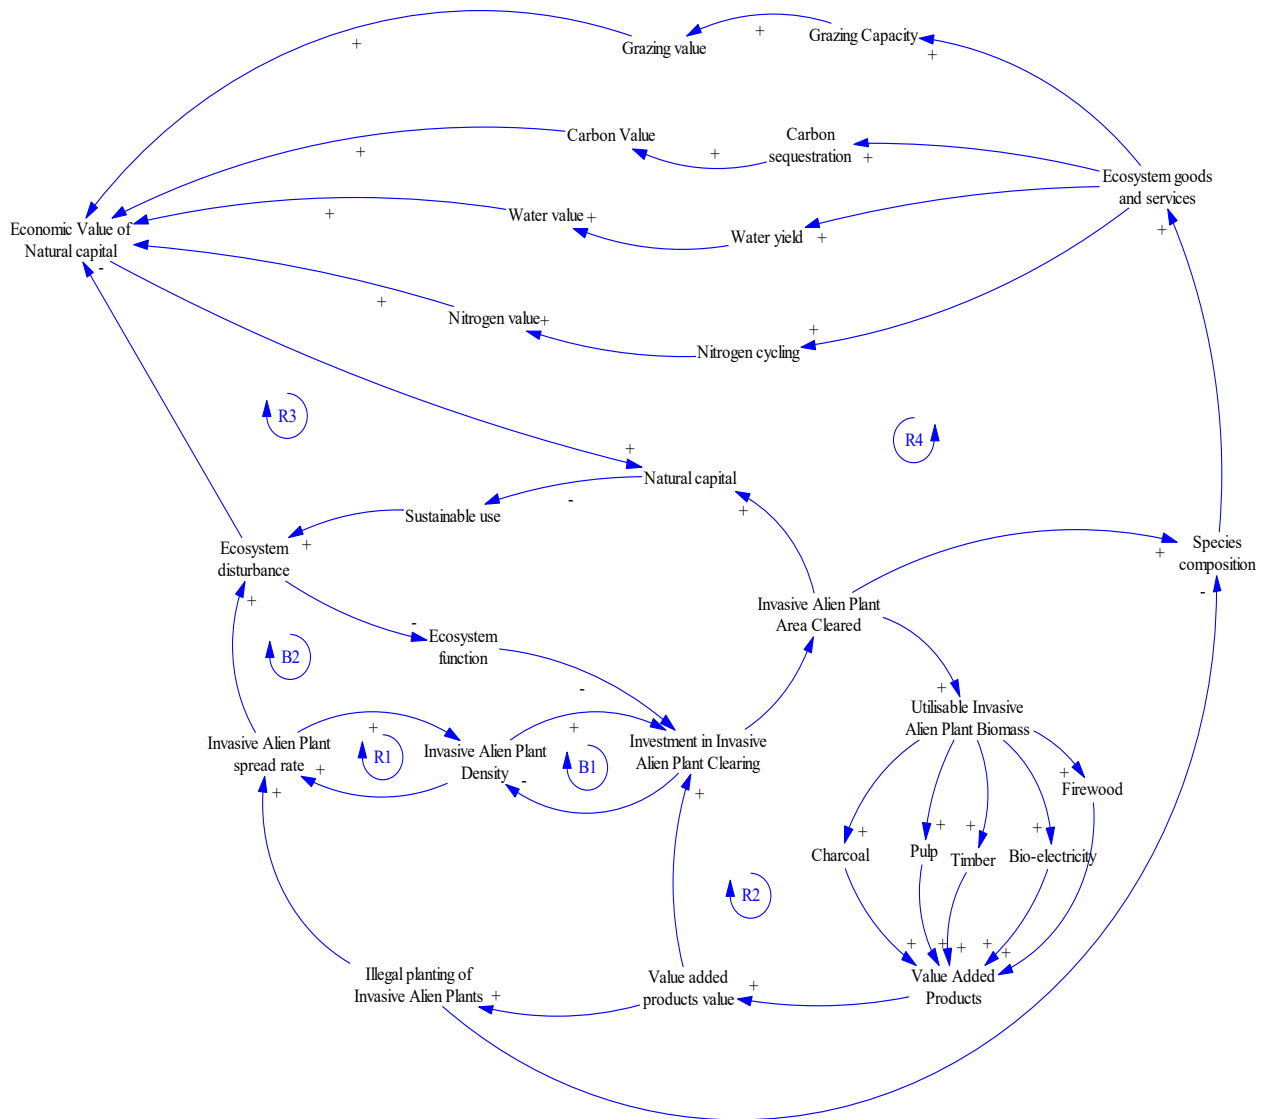 Grazing value
+
Grazing Capacity
+
+
Carbon Value
+
Carbon
sequestration
+
+
Ecosystem goods
and services
+
Water value
+
+
Water yield
+
Economic Value of
Natural capital
-
Nitrogen value
+
+
Nitrogen cycling
+
R3
R4
Natural capital
+
+
-
Sustainable use
Ecosystem
disturbance
+
+
Species
composition
+
-
Invasive Alien Plant
Area Cleared
Ecosystem
function
-
-
B2
Utilisable Invasive
Alien Plant Biomass
+
Invasive Alien Plant
spread rate
+
+
+
R1
Invasive Alien Plant
Density
-
B1
+
Investment in Invasive
Alien Plant Clearing
+
Firewood
+
Charcoal
+
Pulp
+
Timber
+
Bio-electricity
+
R2
+
+
+
+
+
Illegal planting of
Invasive Alien Plants
+
Value added
products value
+
Value Added
Products